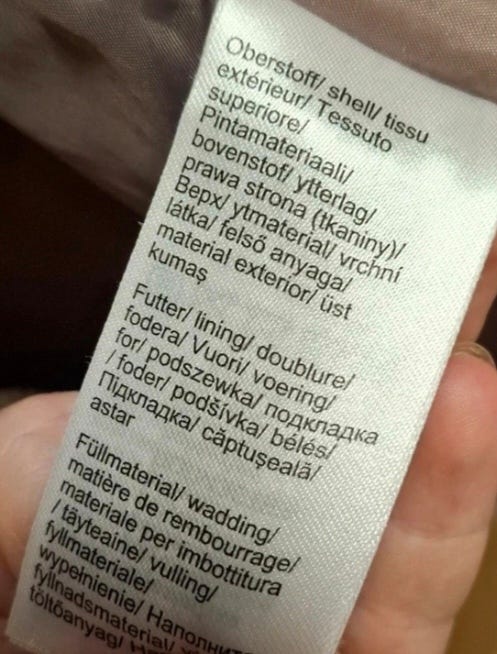 Oberstoff/ shell/ tissu
extérieur/ Tessuto
superiore/
Pintamateriaali/
bovenstof/ ytterlag/
prawa strona (tkaniny)/
Верх/ ytmaterial/ vrchní
látka/ felső anyaga/
material exterior/ üst
kumaş
Futter/ lining/ doublure/
fodera/ Vuori/ voering/
for/ podszewka/ подкладка
/ foder/ podšívka/ bélés/
Підкладка/ căptușeală/
astar
Füllmaterial/ wadding/
matière de rembourrage/
materiale per imbottitura
/ täyteaine/ vulling/
fyllmateriale/
wypełnienie/ Наполнит
fyllnadsmaterial/
töltőanyag/